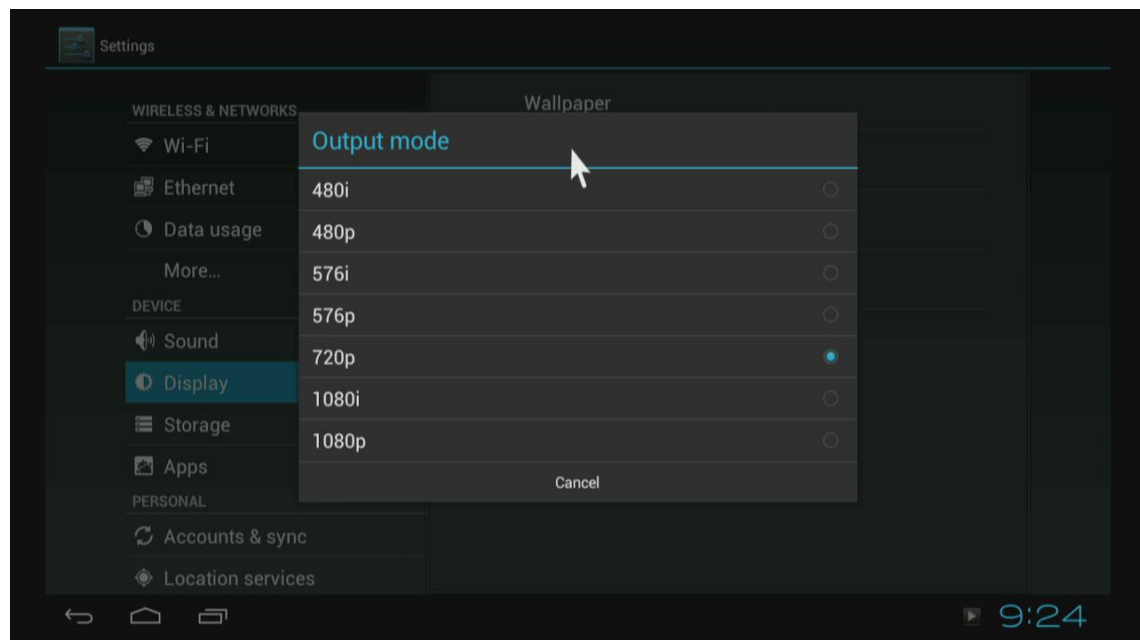 Settings
WIRELESS & NETWORKS
Wi-Fi
Ethernet
Data usage
More...
DEVICE
Sound
Display
Storage
Apps
PERSONAL
Accounts & sync
Location services
Wallpaper
Output mode
480i
480p
576i
576p
720p
1080i
1080p
Cancel
9:24